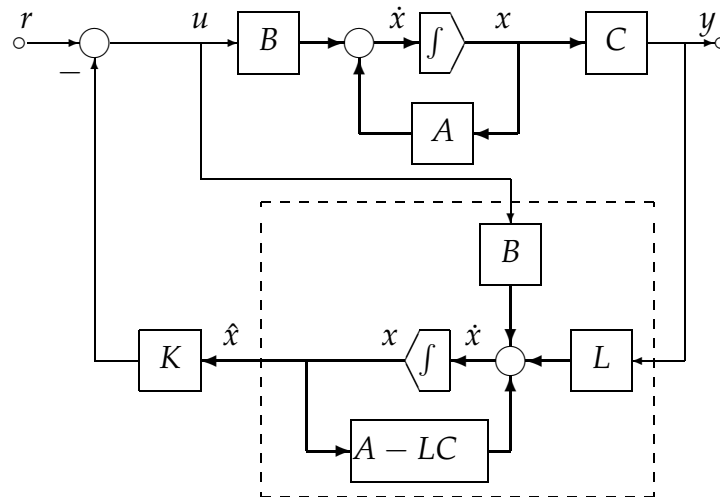 r u B ẋ ∫ x C y
−
A
B
K x̂ x ∫ ẋ L
A − LC